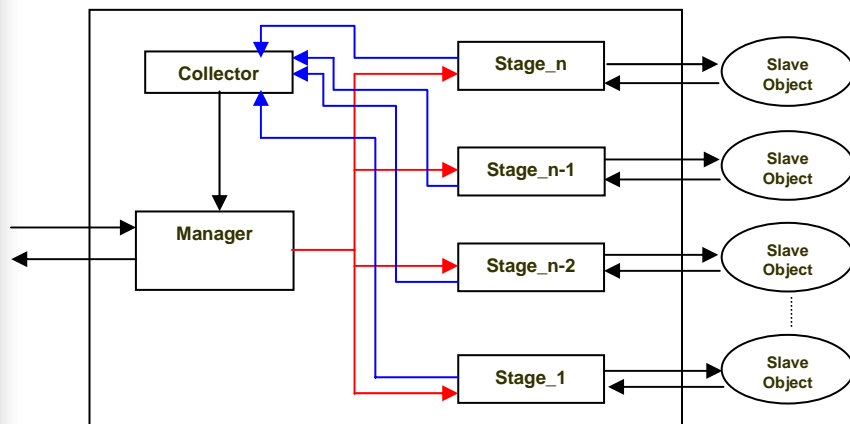 Collector
Manager
Stage_n
Slave
Object
Stage_n-1
Slave
Object
Stage_n-2
Slave
Object
Stage_1
Slave
Object